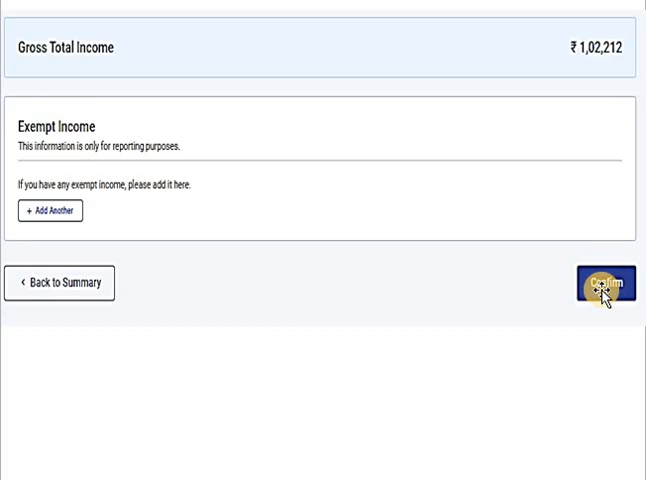 Gross Total Income ₹ 1,02,212
Exempt Income
This information is only for reporting purposes.
If you have any exempt income, please add it here.
+ Add Another
< Back to Summary
Confirm